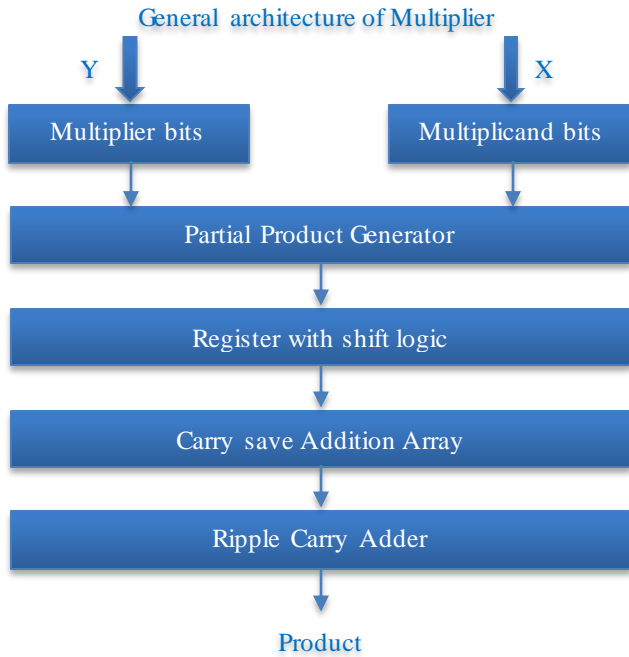 General architecture of Multiplier
Y
X
Multiplier bits
Multiplicand bits
Partial Product Generator
Register with shift logic
Carry save Addition Array
Ripple Carry Adder
Product